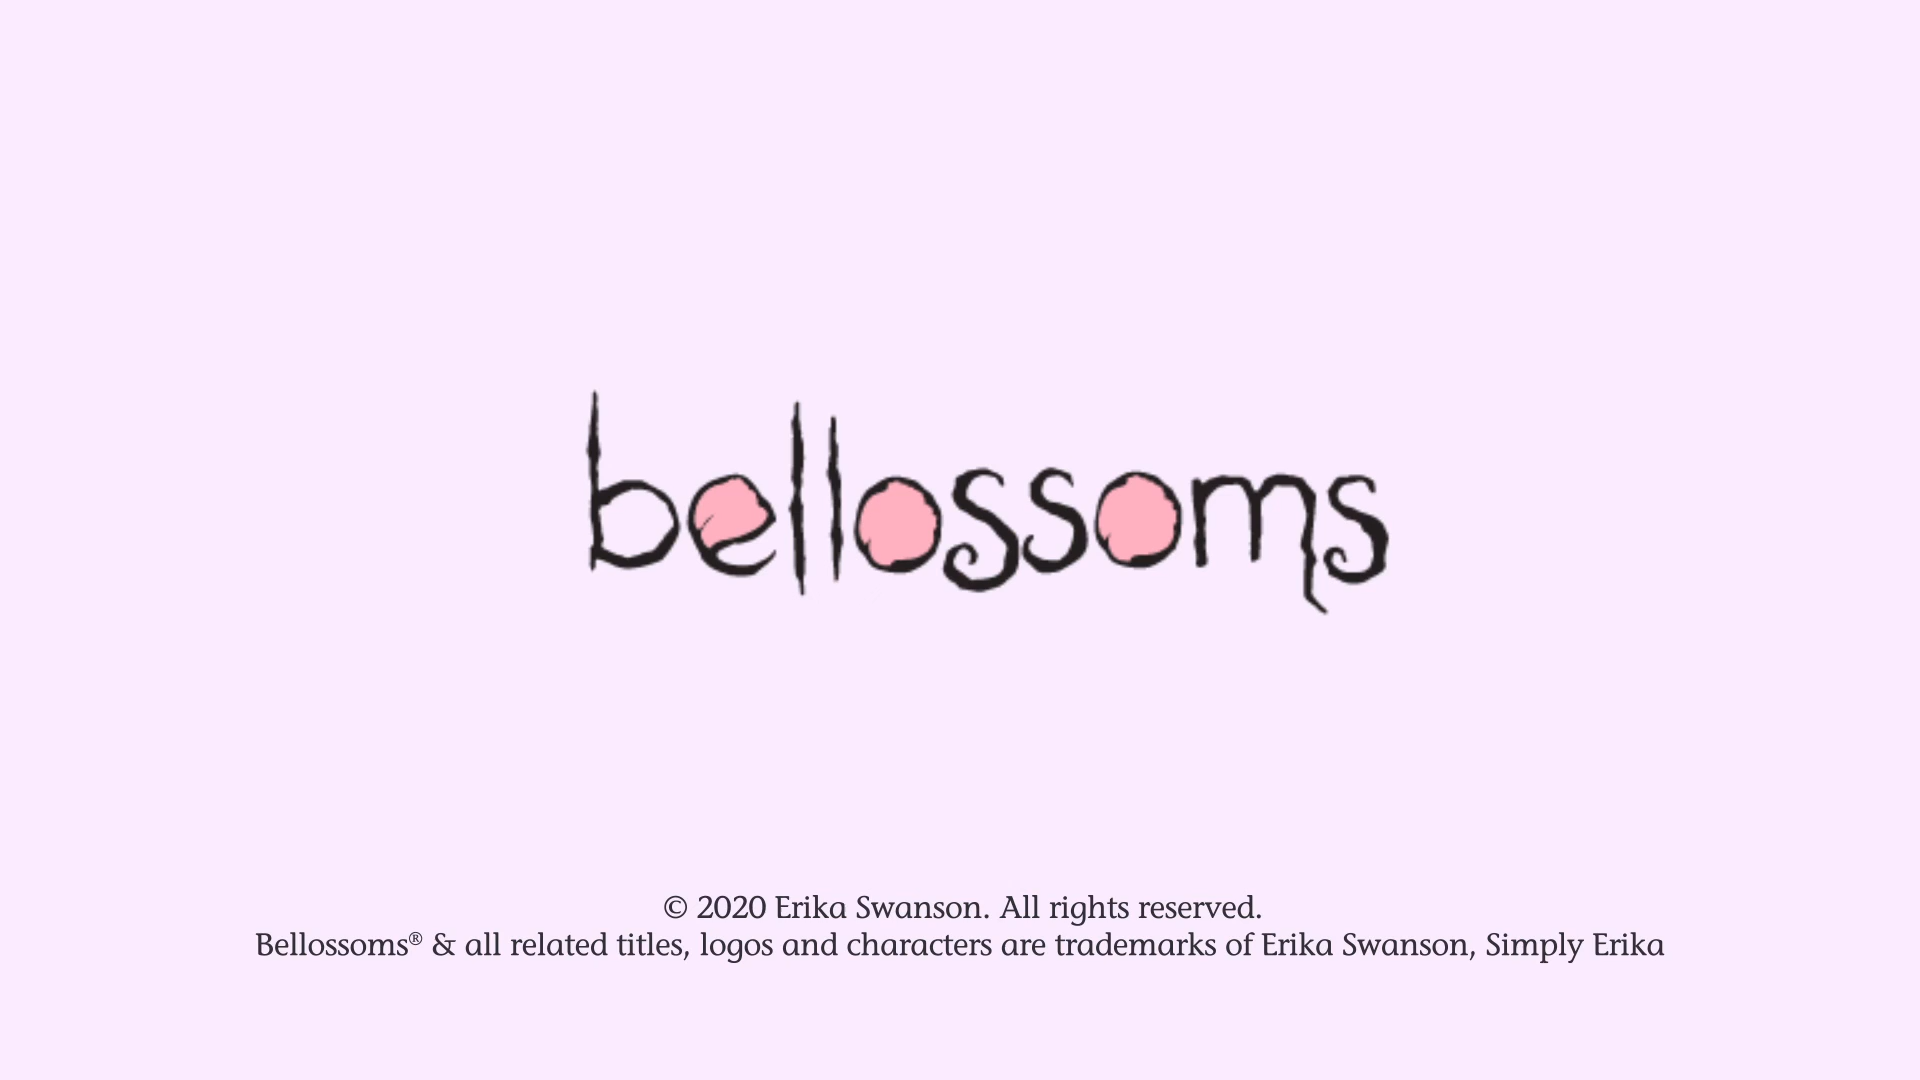 bellossoms
© 2020 Erika Swanson. All rights reserved.
Bellossoms® & all related titles, logos and characters are trademarks of Erika Swanson, Simply Erika